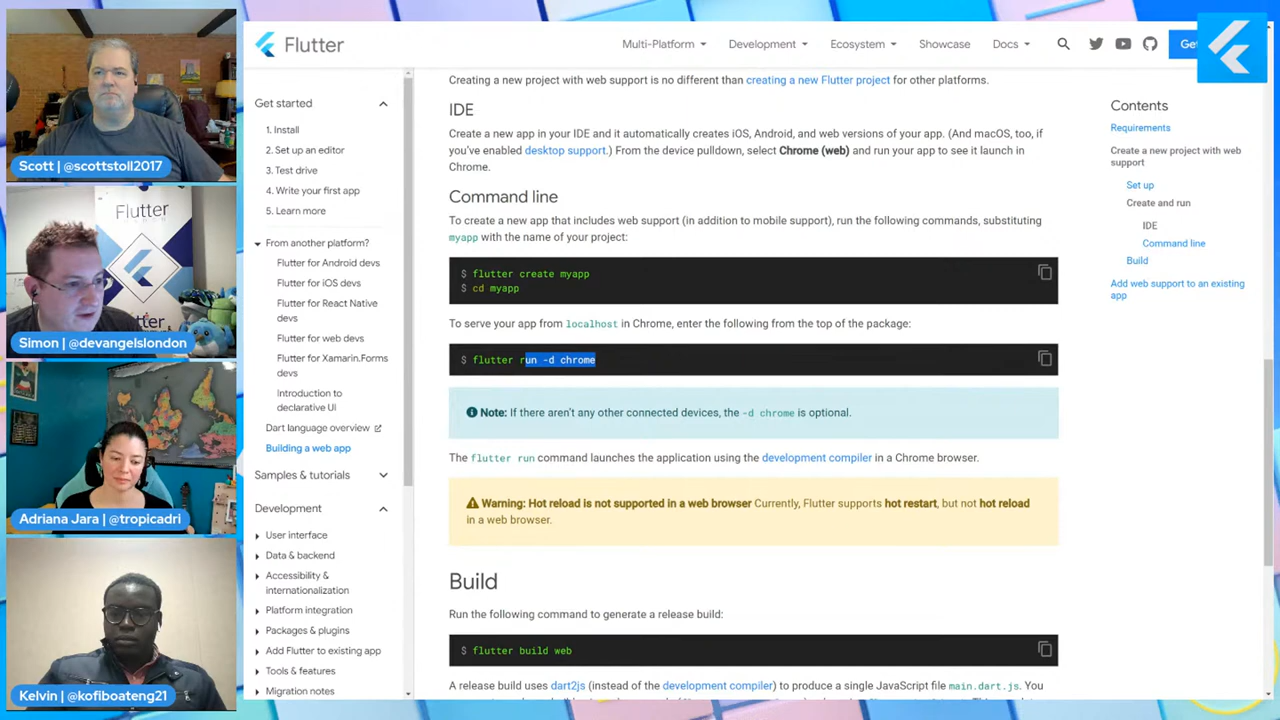 Scott | @scottstoll2017
Flutter
Simon | @devangelslondon
Adriana Jara | @tropicadri
Kelvin | @kofiboateng21
Flutter
Multi-Platform
Development
Ecosystem
Showcase
Docs
Get started
1. Install
2. Set up an editor
3. Test drive
4. Write your first app
5. Learn more
From another platform?
Flutter for Android devs
Flutter for iOS devs
Flutter for React Native
devs
Flutter for web devs
Flutter for Xamarin.Forms
devs
Introduction to
declarative UI
Dart language overview
Building a web app
Samples & tutorials
Development
User interface
Data & backend
Accessibility &
internationalization
Platform integration
Packages & plugins
Add Flutter to existing app
Tools & features
Migration notes
Creating a new project with web support is no different than creating a new Flutter project for other platforms.
IDE
Create a new app in your IDE and it automatically creates iOS, Android, and web versions of your app. (And macOS, too, if
you've enabled desktop support.) From the device pulldown, select Chrome (web) and run your app to see it launch in
Chrome.
Command line
To create a new app that includes web support (in addition to mobile support), run the following commands, substituting
myapp with the name of your project:
$ flutter create myapp
$ cd myapp
To serve your app from localhost in Chrome, enter the following from the top of the package:
$ flutter run -d chrome
Note: If there aren't any other connected devices, the -d chrome is optional.
The flutter run command launches the application using the development compiler in a Chrome browser.
Warning: Hot reload is not supported in a web browser Currently, Flutter supports hot restart, but not hot reload
in a web browser.
Build
Run the following command to generate a release build:
$ flutter build web
A release build uses dart2js (instead of the development compiler) to produce a single JavaScript file main.dart.js. You
Contents
Requirements
Create a new project with web
support
Set up
Create and run
IDE
Command line
Build
Add web support to an existing
app